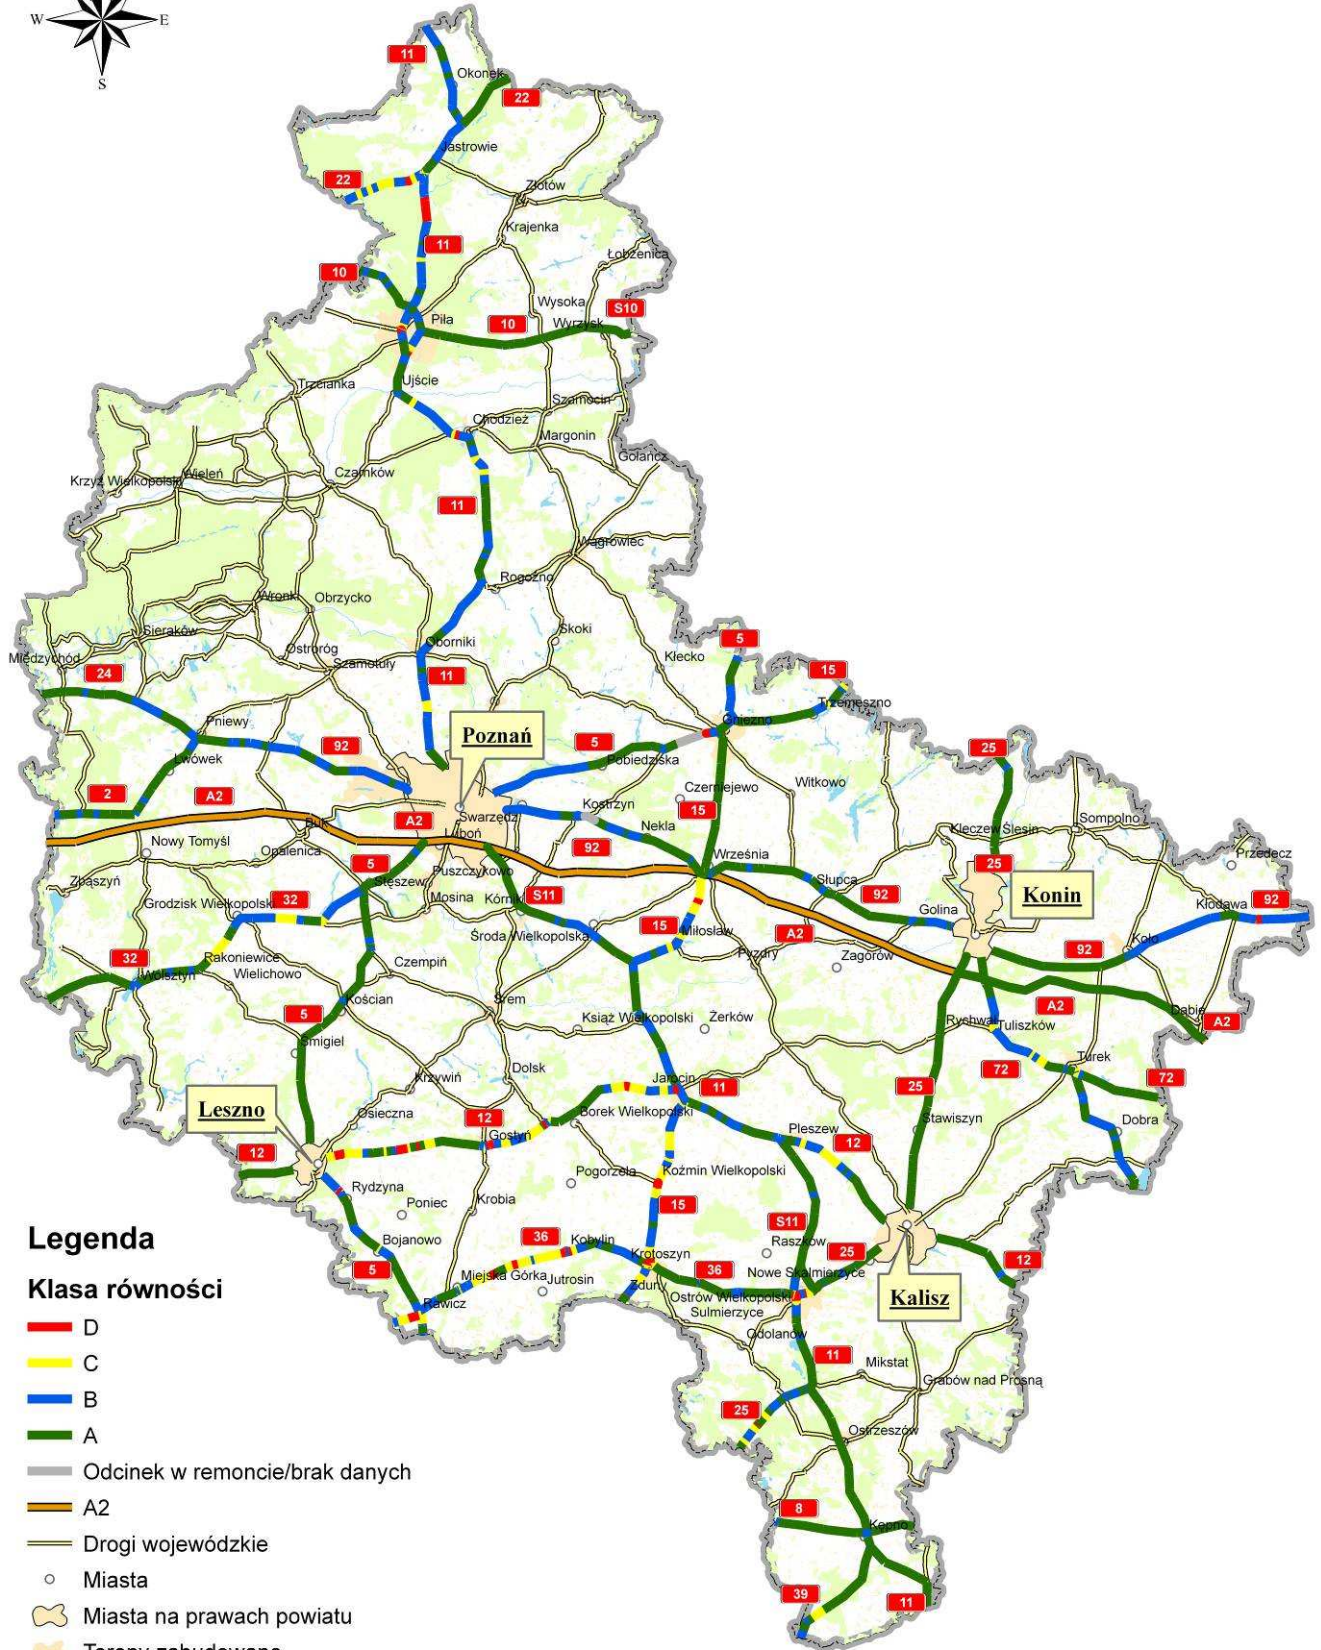 W E
S
11
Okonek
22
Jastrowie
22
Złotów
Krajenka
11
Łobżenica
10
Wysoka
S10
Piła
10
Wyrzysk
Ujście
Trzcianka
Szamocin
Chodzież
Margonin
Gołańcz
Krzyż Wielkopolski
Wieleń
Czarnków
11
Wągrowiec
Rogoźno
Wronki
Obrzycko
Sieraków
Skoki
Oborniki
5
Międzychód
Ostroróg
Szamotuły
Kłecko
24
11
15
Trzemeszno
Pniewy
Gniezno
Poznań
92
5
25
Lwówek
Pobiedziska
2
A2
Czerniejewo
Witkowo
Kostrzyn
15
Swarzędz
Buk
A2
Nekla
Kleczew
Ślesin
Sompolno
Nowy Tomyśl
Luboń
92
Opalenica
5
Września
25
Przedecz
Zbąszyń
Stęszew
Puszczykowo
Słupca
Konin
Grodzisk Wielkopolski
32
Mosina
Kórnik
S11
92
Golina
Kłodawa
92
Środa Wielkopolska
15
Miłosław
A2
92
Koło
32
Rakoniewice
Pyzdry
Zagórów
Wolsztyn
Wielichowo
Czempiń
Kościan
Śrem
A2
Dąbie
5
Książ Wielkopolski
Żerków
Rychwał
Tuliszków
A2
Śmigiel
Turek
Dolsk
72
72
Krzywiń
Jarocin
11
25
Leszno
Osieczna
12
Borek Wielkopolski
Stawiszyn
Dobra
Gostyń
Pleszew
12
12
Pogorzela
Koźmin Wielkopolski
Rydzyna
Poniec
Krobia
15
S11
Legenda
36
Kobylin
Raszków
Bojanowo
Krotoszyn
25
12
5
36
Nowe Skalmierzyce
Klasa równości
Miejska Górka
Jutrosin
Zduny
Ostrów Wielkopolski
Kalisz
Rawicz
Sulmierzyce
D
Odolanów
C
11
Mikstat
Grabów nad Prosną
B
25
A
Ostrzeszów
Odcinek w remoncie/brak danych
A2
8
Kępno
Drogi wojewódzkie
Miasta
39
11
Miasta na prawach powiatu
Tereny zabudowane